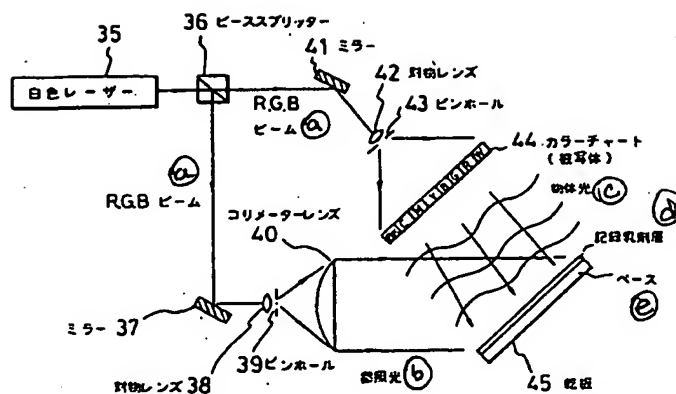 35
36 ビーススプリッター
41 ミラー
42 対物レンズ
43 ピンホール
白色レーザー
R.G.B
ビーム ⓐ
44 カラーチャート
(被写体)
物体光 ⓒ
ⓐ
R.G.B ビーム
コリメーターレンズ
40
ⓓ
記録乳剤層
ベース
ⓔ
ミラー 37
39 ピンホール
対物レンズ 38
参照光 ⓑ
45 乾板